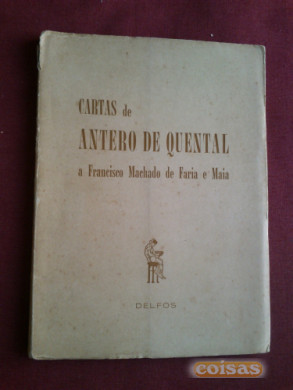 CARTAS de
ANTERO DE QUENTAL
a Francisco Machado de Faria e Maia
DELFOS
coisas